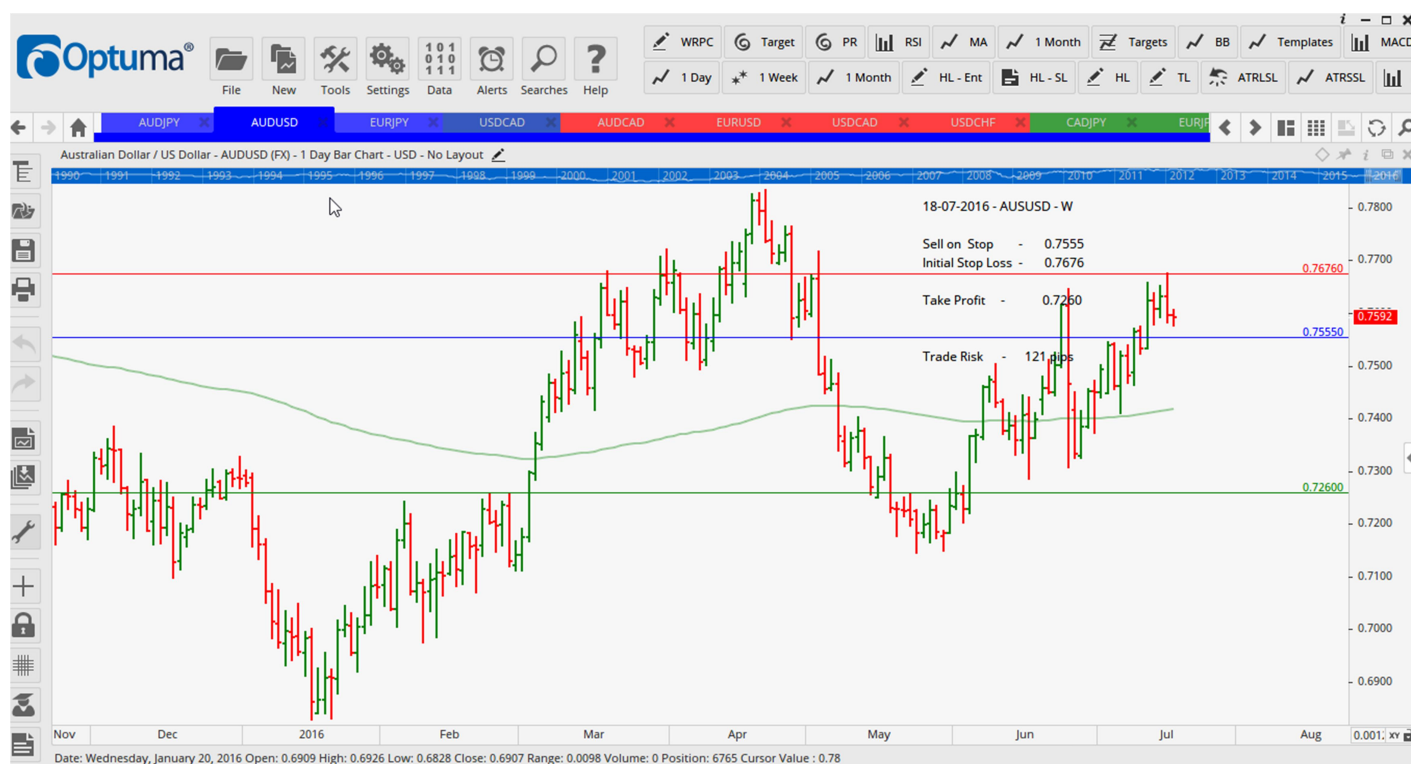 i
Optuma®
File
New
Tools
Settings
101
010
111
Data
Alerts
Searches
?
Help
WRPC
Target
PR
RSI
MA
1 Month
Targets
BB
Templates
MACD
1 Day
1 Week
1 Month
HL - Ent
HL - SL
HL
TL
ATRLSL
ATRSSL
AUDJPY
AUDUSD
EURJPY
USDCAD
AUDCAD
EURUSD
USDCAD
USDCHF
CADJPY
EURJF
Australian Dollar / US Dollar - AUDUSD (FX) - 1 Day Bar Chart - USD - No Layout
1990 1991 1992 1993 1994 1995 1996 1997 1998 1999 2000 2001 2002 2003 2004 2005 2006 2007 2008 2009 2010 2011 2012 2013 2014 2015 2016
18-07-2016 - AUSUSD - W
Sell on Stop - 0.7555
Initial Stop Loss - 0.7676
Take Profit - 0.7260
Trade Risk - 121 pips
0.76760
0.75550
0.72600
0.7800
0.7700
0.7592
0.7500
0.7400
0.7300
0.7200
0.7100
0.7000
0.6900
Nov Dec 2016 Feb Mar Apr May Jun Jul Aug
XY
Date: Wednesday, January 20, 2016 Open: 0.6909 High: 0.6926 Low: 0.6828 Close: 0.6907 Range: 0.0098 Volume: 0 Position: 6765 Cursor Value : 0.78